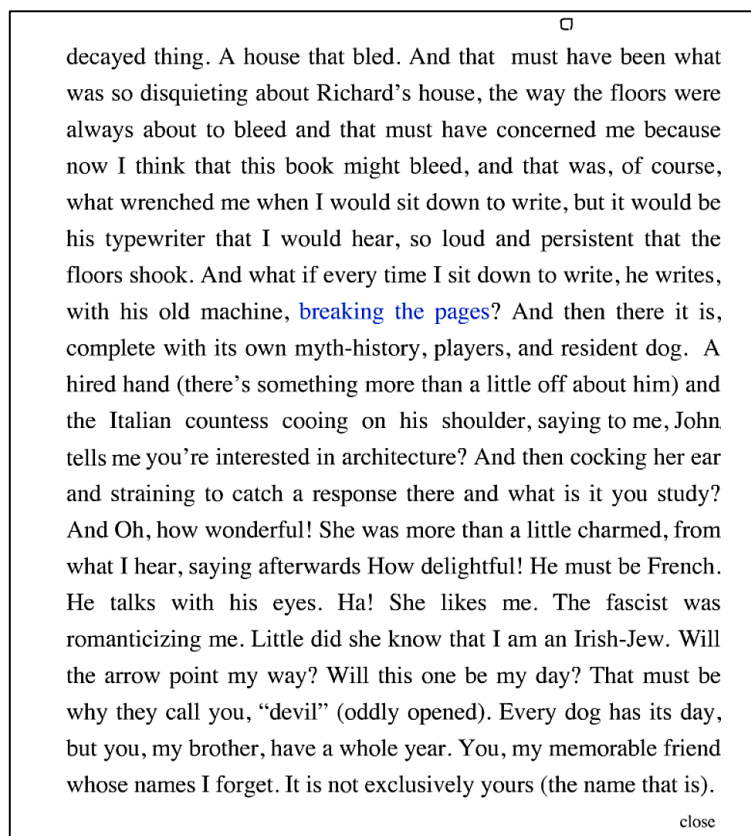 decayed thing. A house that bled. And that must have been what
was so disquieting about Richard’s house, the way the floors were
always about to bleed and that must have concerned me because
now I think that this book might bleed, and that was, of course,
what wrenched me when I would sit down to write, but it would be
his typewriter that I would hear, so loud and persistent that the
floors shook. And what if every time I sit down to write, he writes,
with his old machine, breaking the pages? And then there it is,
complete with its own myth-history, players, and resident dog. A
hired hand (there’s something more than a little off about him) and
the Italian countess cooing on his shoulder, saying to me, John
tells me you’re interested in architecture? And then cocking her ear
and straining to catch a response there and what is it you study?
And Oh, how wonderful! She was more than a little charmed, from
what I hear, saying afterwards How delightful! He must be French.
He talks with his eyes. Ha! She likes me. The fascist was
romanticizing me. Little did she know that I am an Irish-Jew. Will
the arrow point my way? Will this one be my day? That must be
why they call you, “devil” (oddly opened). Every dog has its day,
but you, my brother, have a whole year. You, my memorable friend
whose names I forget. It is not exclusively yours (the name that is).
close